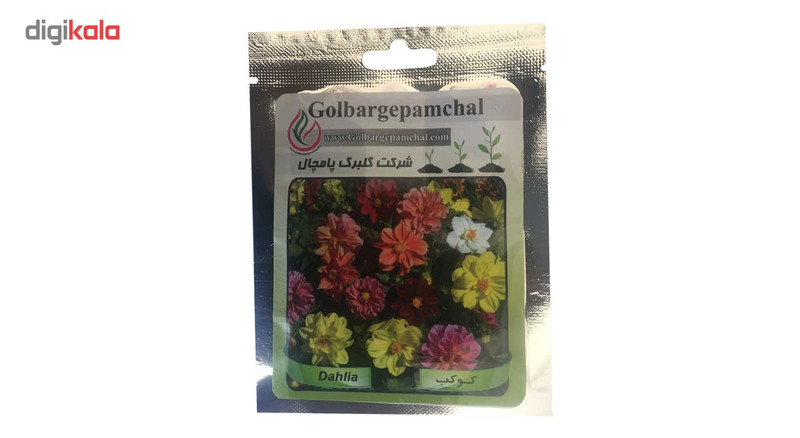 digikala
Golbargepamchal
www.Golbargepamchal.com
شرکت گلبرگ پامچال
Dahlia کوکب